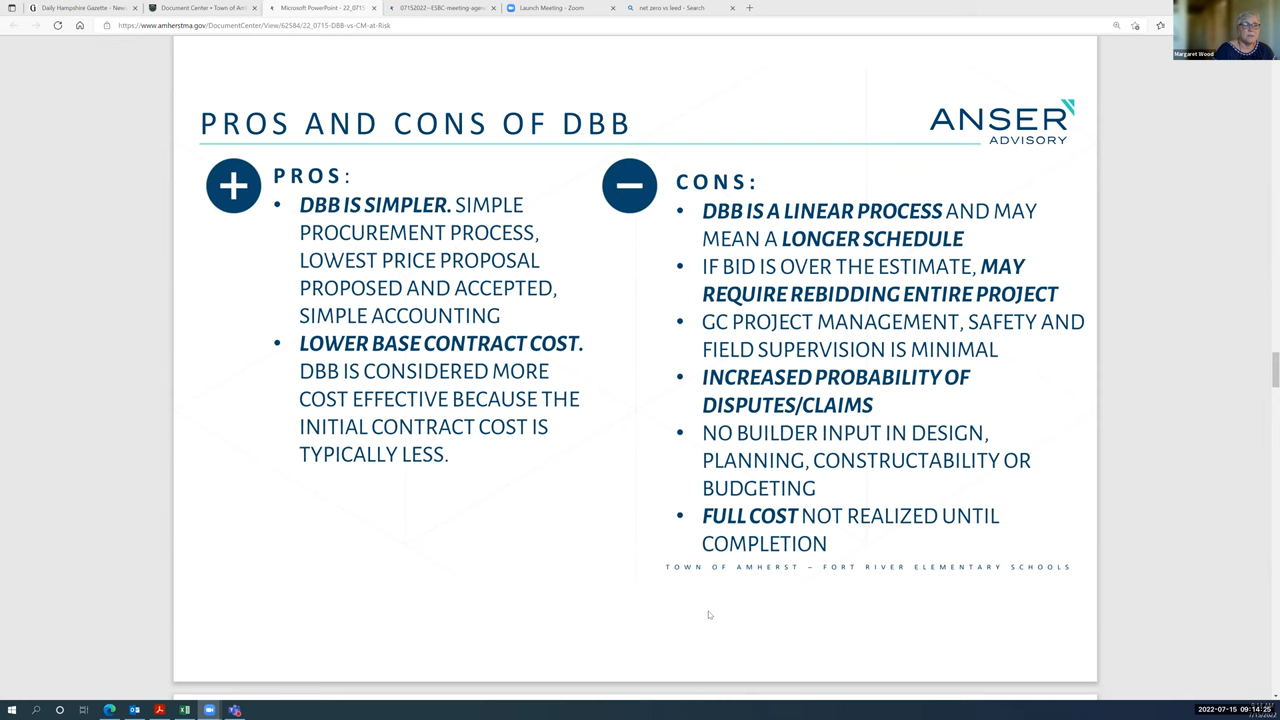 Daily Hampshire Gazette - New
Document Center • Town of Am
Microsoft PowerPoint - 22_0715
07152022--ESBC-meeting-agen
Launch Meeting - Zoom
net zero vs leed - Search
https://www.amherstma.gov/DocumentCenter/View/62584/22_0715-DBB-vs-CM-at-Risk
Margaret Wood
PROS AND CONS OF DBB
ANSER
ADVISORY
PROS:
• DBB IS SIMPLER. SIMPLE
PROCUREMENT PROCESS,
LOWEST PRICE PROPOSAL
PROPOSED AND ACCEPTED,
SIMPLE ACCOUNTING
• LOWER BASE CONTRACT COST.
DBB IS CONSIDERED MORE
COST EFFECTIVE BECAUSE THE
INITIAL CONTRACT COST IS
TYPICALLY LESS.
CONS:
• DBB IS A LINEAR PROCESS AND MAY
MEAN A LONGER SCHEDULE
• IF BID IS OVER THE ESTIMATE, MAY
REQUIRE REBIDDING ENTIRE PROJECT
• GC PROJECT MANAGEMENT, SAFETY AND
FIELD SUPERVISION IS MINIMAL
• INCREASED PROBABILITY OF
DISPUTES/CLAIMS
• NO BUILDER INPUT IN DESIGN,
PLANNING, CONSTRUCTABILITY OR
BUDGETING
• FULL COST NOT REALIZED UNTIL
COMPLETION
TOWN OF AMHERST – FORT RIVER ELEMENTARY SCHOOLS
2022-07-15 09:14:25